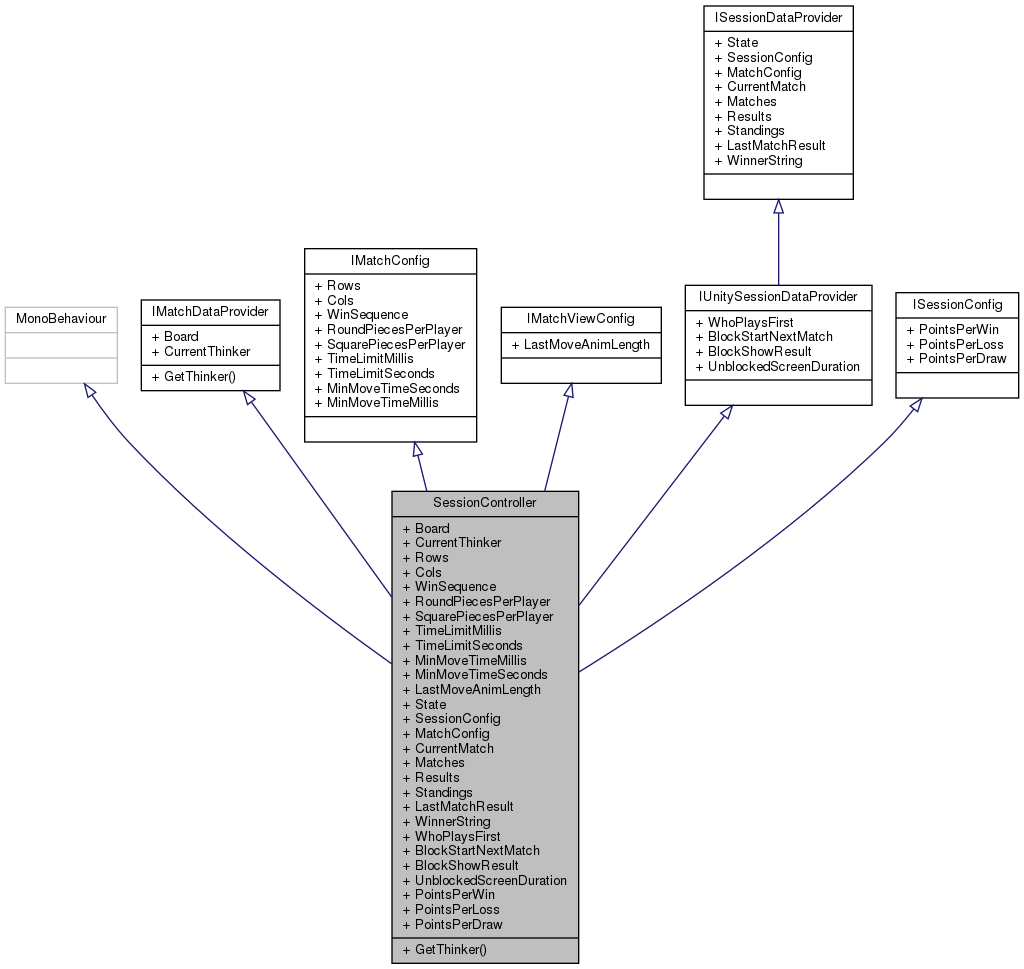 ISessionDataProvider
+ State
+ SessionConfig
+ MatchConfig
+ CurrentMatch
+ Matches
+ Results
+ Standings
+ LastMatchResult
+ WinnerString
MonoBehaviour
IMatchDataProvider
+ Board
+ CurrentThinker
+ GetThinker()
IMatchConfig
+ Rows
+ Cols
+ WinSequence
+ RoundPiecesPerPlayer
+ SquarePiecesPerPlayer
+ TimeLimitMillis
+ TimeLimitSeconds
+ MinMoveTimeSeconds
+ MinMoveTimeMillis
IMatchViewConfig
+ LastMoveAnimLength
IUnitySessionDataProvider
+ WhoPlaysFirst
+ BlockStartNextMatch
+ BlockShowResult
+ UnblockedScreenDuration
ISessionConfig
+ PointsPerWin
+ PointsPerLoss
+ PointsPerDraw
SessionController
+ Board
+ CurrentThinker
+ Rows
+ Cols
+ WinSequence
+ RoundPiecesPerPlayer
+ SquarePiecesPerPlayer
+ TimeLimitMillis
+ TimeLimitSeconds
+ MinMoveTimeMillis
+ MinMoveTimeSeconds
+ LastMoveAnimLength
+ State
+ SessionConfig
+ MatchConfig
+ CurrentMatch
+ Matches
+ Results
+ Standings
+ LastMatchResult
+ WinnerString
+ WhoPlaysFirst
+ BlockStartNextMatch
+ BlockShowResult
+ UnblockedScreenDuration
+ PointsPerWin
+ PointsPerLoss
+ PointsPerDraw
+ GetThinker()